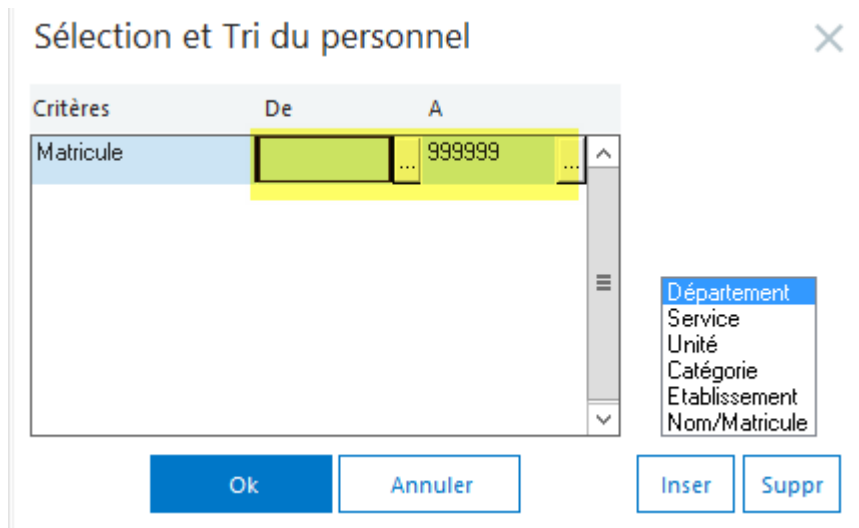 Sélection et Tri du personnel
Critères De A
Matricule ... 999999 ...
Département
Service
Unité
Catégorie
Etablissement
Nom/Matricule
Ok Annuler Inser Suppr